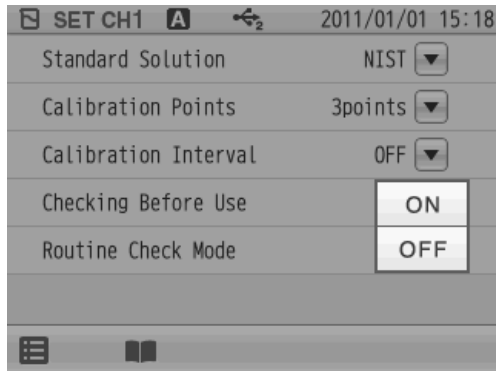 SET CH1 A 2 2011/01/01 15:18
Standard Solution NIST
Calibration Points 3points
Calibration Interval OFF
Checking Before Use ON
Routine Check Mode OFF